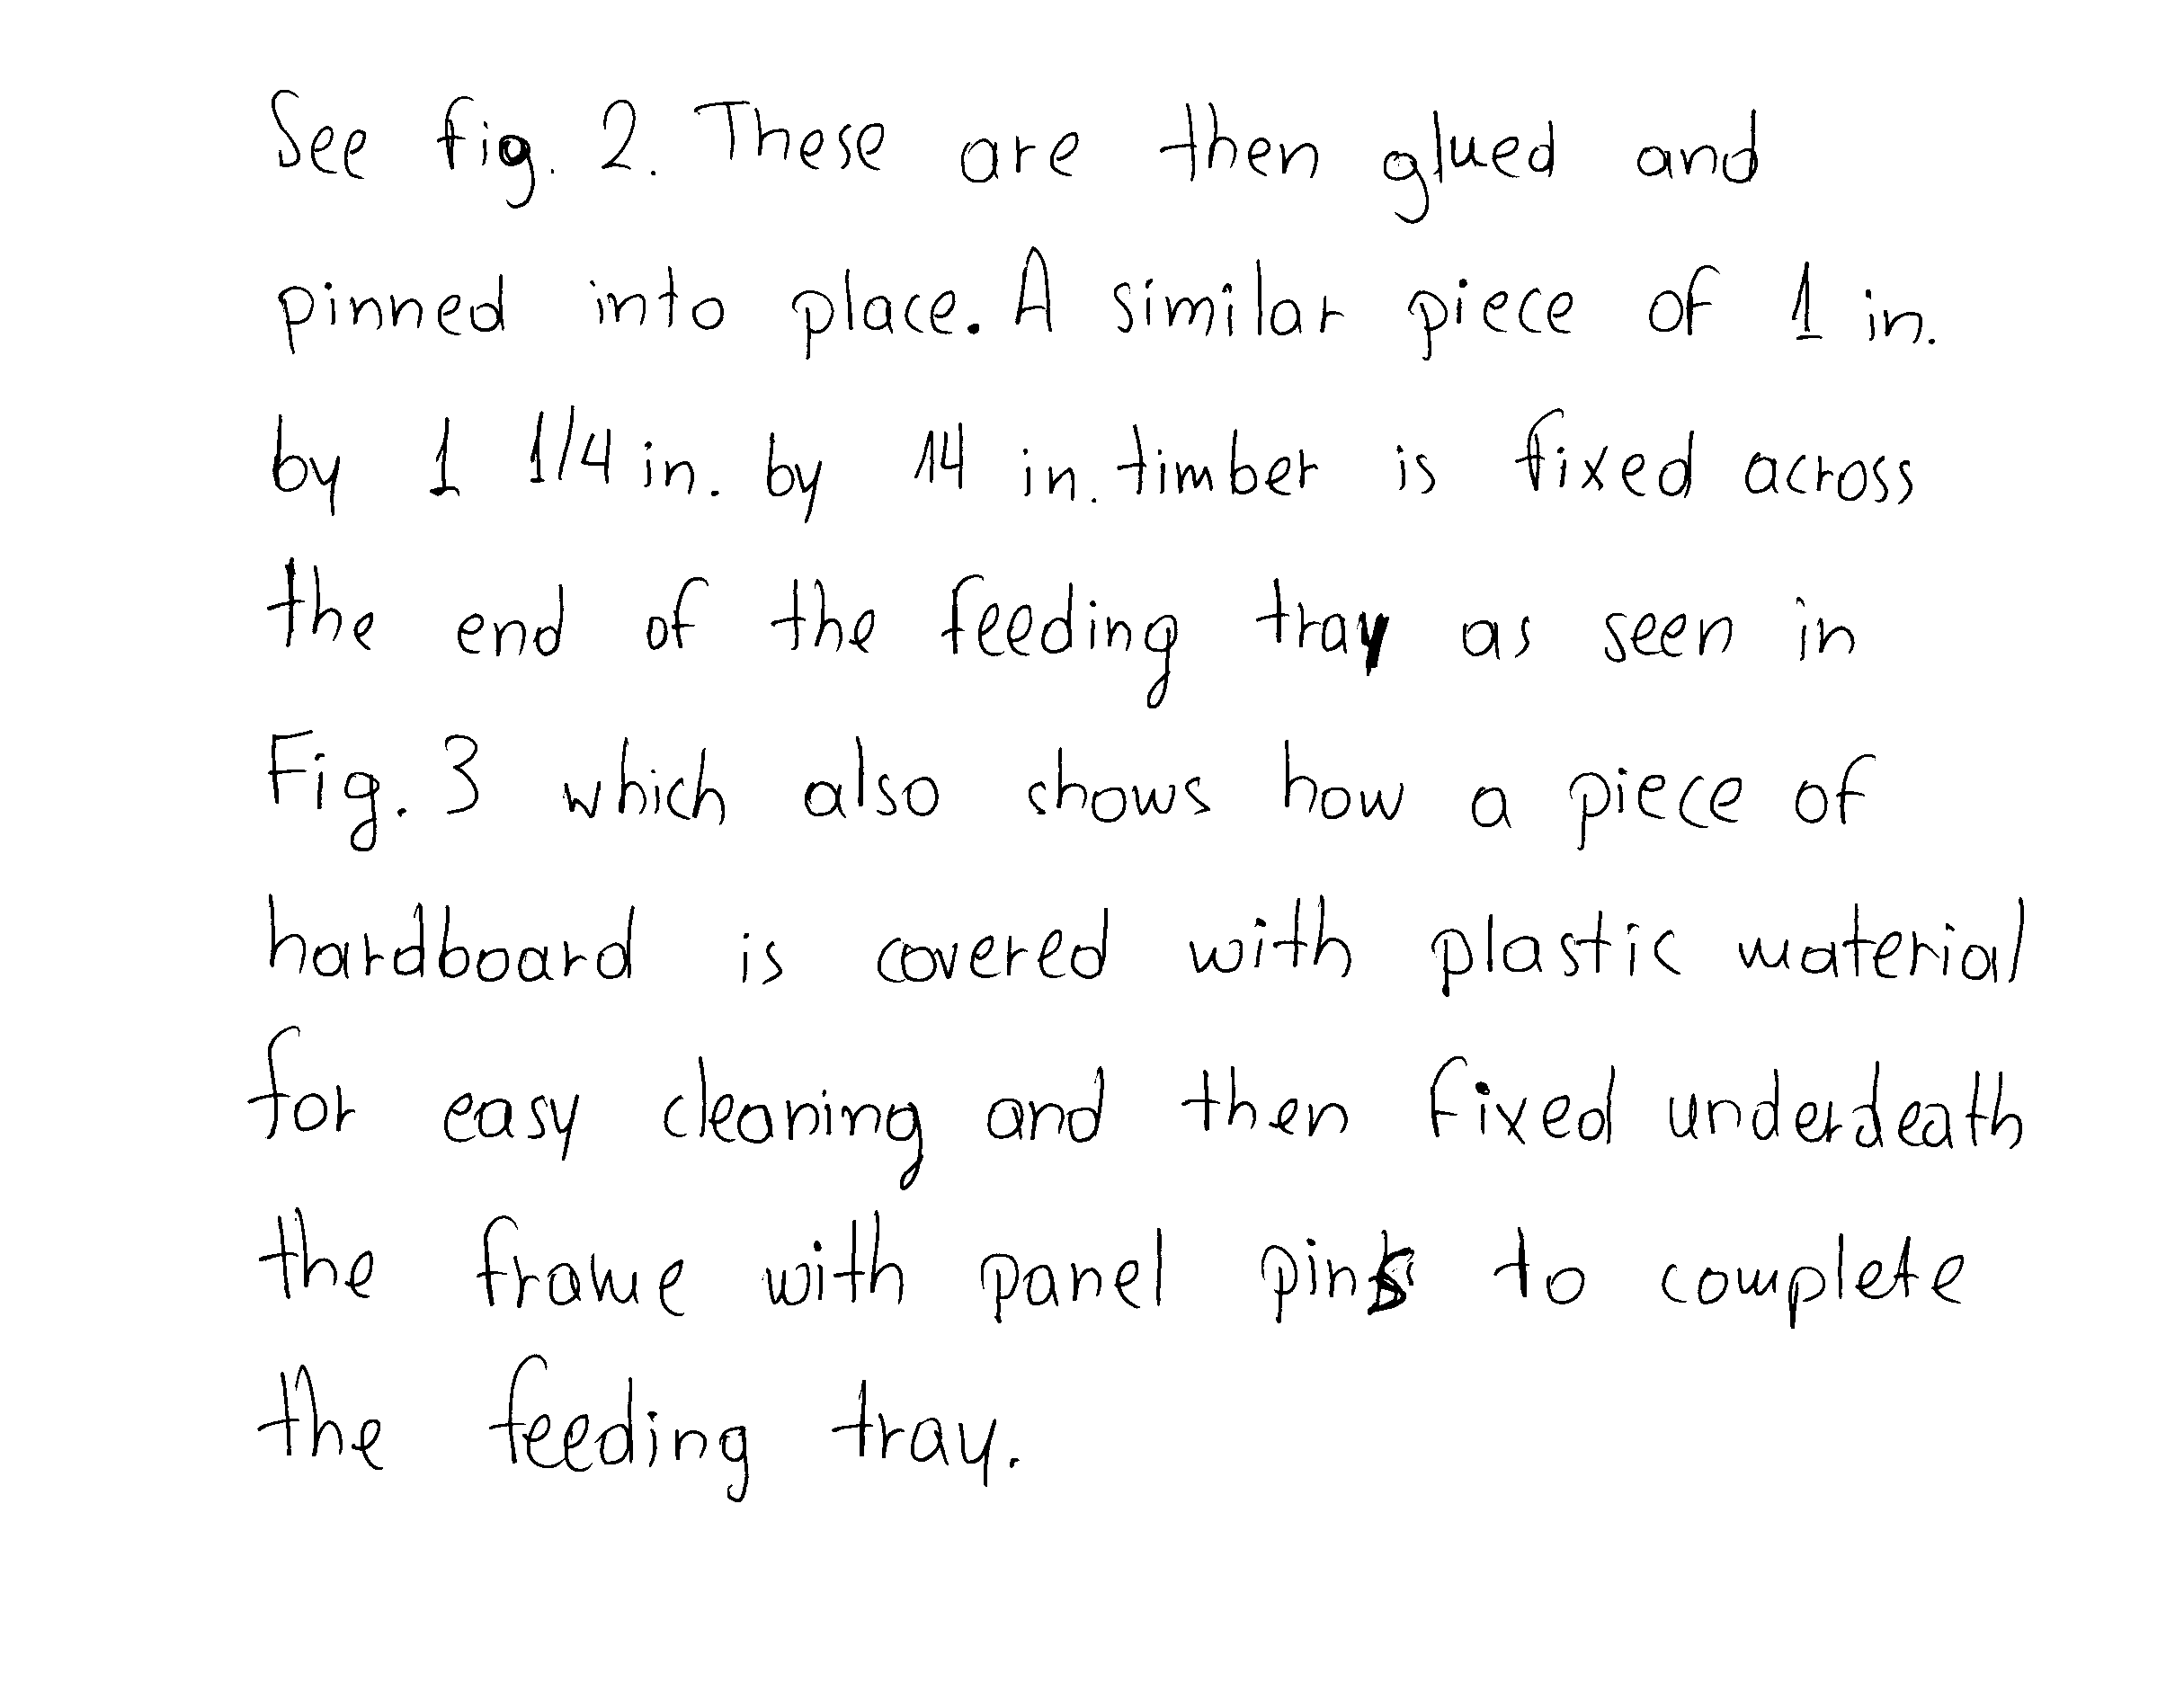 See fig. 2. These are then glued and
pinned into place. A similar piece of 1 in.
by 1 1/4 in. by 14 in. timber is fixed across
the end of the feeding tray as seen in
Fig. 3 which also shows how a piece of
hardboard is covered with plastic material
for easy cleaning and then fixed underdeath
the frame with panel pins to complete
the feeding tray.